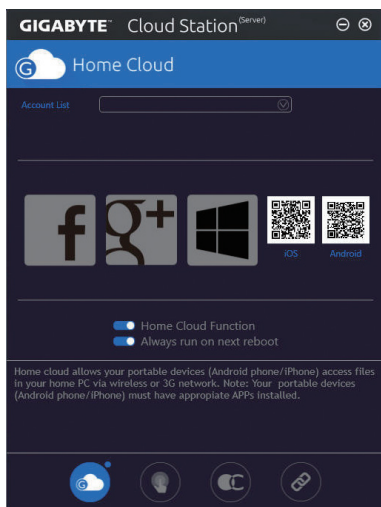 GIGABYTE™ Cloud Station(Server)
G Home Cloud
Account List
f g+
iOS Android
Home Cloud Function
Always run on next reboot
Home cloud allows your portable devices (Android phone/iPhone) access files
in your home PC via wireless or 3G network. Note: Your portable devices
(Android phone/iPhone) must have appropiate APPs installed.
G